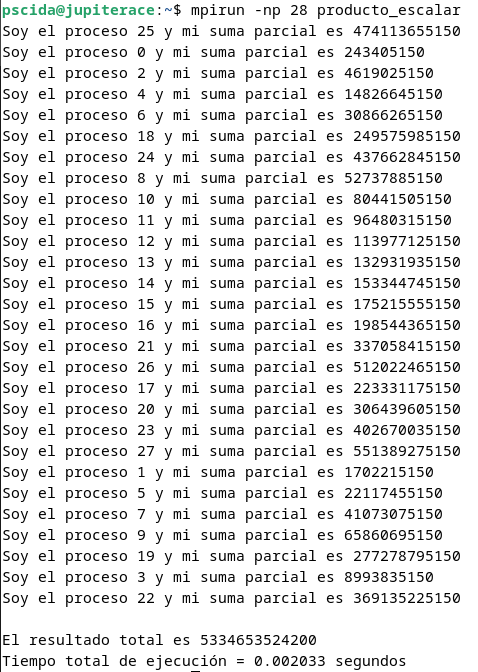 pscida@jupiterace:~$ mpirun -np 28 producto_escalar
Soy el proceso 25 y mi suma parcial es 474113655150
Soy el proceso 0 y mi suma parcial es 243405150
Soy el proceso 2 y mi suma parcial es 4619025150
Soy el proceso 4 y mi suma parcial es 14826645150
Soy el proceso 6 y mi suma parcial es 30866265150
Soy el proceso 18 y mi suma parcial es 249575985150
Soy el proceso 24 y mi suma parcial es 437662845150
Soy el proceso 8 y mi suma parcial es 52737885150
Soy el proceso 10 y mi suma parcial es 80441505150
Soy el proceso 11 y mi suma parcial es 96480315150
Soy el proceso 12 y mi suma parcial es 113977125150
Soy el proceso 13 y mi suma parcial es 132931935150
Soy el proceso 14 y mi suma parcial es 153344745150
Soy el proceso 15 y mi suma parcial es 175215555150
Soy el proceso 16 y mi suma parcial es 198544365150
Soy el proceso 21 y mi suma parcial es 337058415150
Soy el proceso 26 y mi suma parcial es 512022465150
Soy el proceso 17 y mi suma parcial es 223331175150
Soy el proceso 20 y mi suma parcial es 306439605150
Soy el proceso 23 y mi suma parcial es 402670035150
Soy el proceso 27 y mi suma parcial es 551389275150
Soy el proceso 1 y mi suma parcial es 1702215150
Soy el proceso 5 y mi suma parcial es 22117455150
Soy el proceso 7 y mi suma parcial es 41073075150
Soy el proceso 9 y mi suma parcial es 65860695150
Soy el proceso 19 y mi suma parcial es 277278795150
Soy el proceso 3 y mi suma parcial es 8993835150
Soy el proceso 22 y mi suma parcial es 369135225150
El resultado total es 5334653524200
Tiempo total de ejecución = 0.002033 segundos